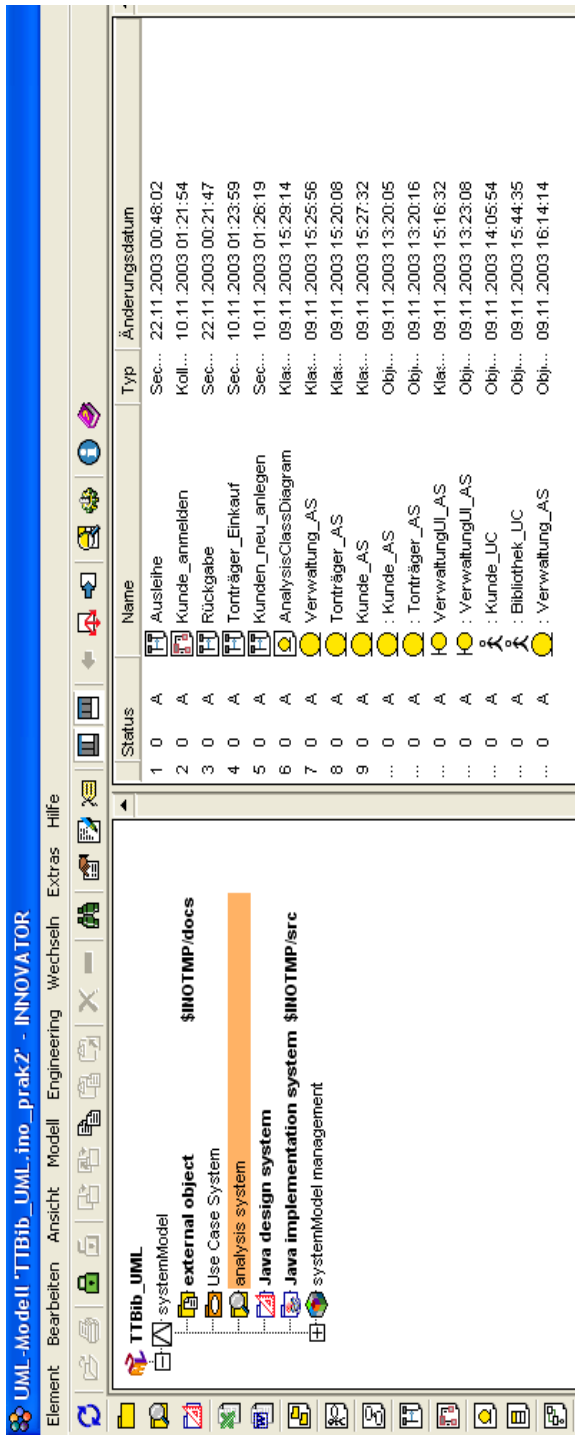 UML-Modell 'TTBib_UML.ino_prak2' - INNOVATOR
Element Bearbeiten Ansicht Modell Engineering Wechseln Extras Hilfe
TTBib_UML
systemModel
external object $INOTMP/docs
Use Case System
analysis system
Java design system
Java implementation system $INOTMP/src
systemModel management
Status Name Typ Änderungsdatum
1 0 A Ausleihe Sec... 22.11.2003 00:48:02
2 0 A Kunde_anmelden Koll... 10.11.2003 01:21:54
3 0 A Rückgabe Sec... 22.11.2003 00:21:47
4 0 A Tonträger_Einkauf Sec... 10.11.2003 01:23:59
5 0 A Kunden_neu_anlegen Sec... 10.11.2003 01:26:19
6 0 A AnalysisClassDiagram Klas... 09.11.2003 15:29:14
7 0 A Verwaltung_AS Klas... 09.11.2003 15:25:56
8 0 A Tonträger_AS Klas... 09.11.2003 15:20:08
9 0 A Kunde_AS Klas... 09.11.2003 15:27:32
... 0 A : Kunde_AS Obj... 09.11.2003 13:20:05
... 0 A : Tonträger_AS Obj... 09.11.2003 13:20:16
... 0 A VerwaltungUI_AS Klas... 09.11.2003 15:16:32
... 0 A : VerwaltungUI_AS Obj... 09.11.2003 13:23:08
... 0 A : Kunde_UC Obj... 09.11.2003 14:05:54
... 0 A : Bibliothek_UC Obj... 09.11.2003 15:44:35
... 0 A : Verwaltung_AS Obj... 09.11.2003 16:14:14